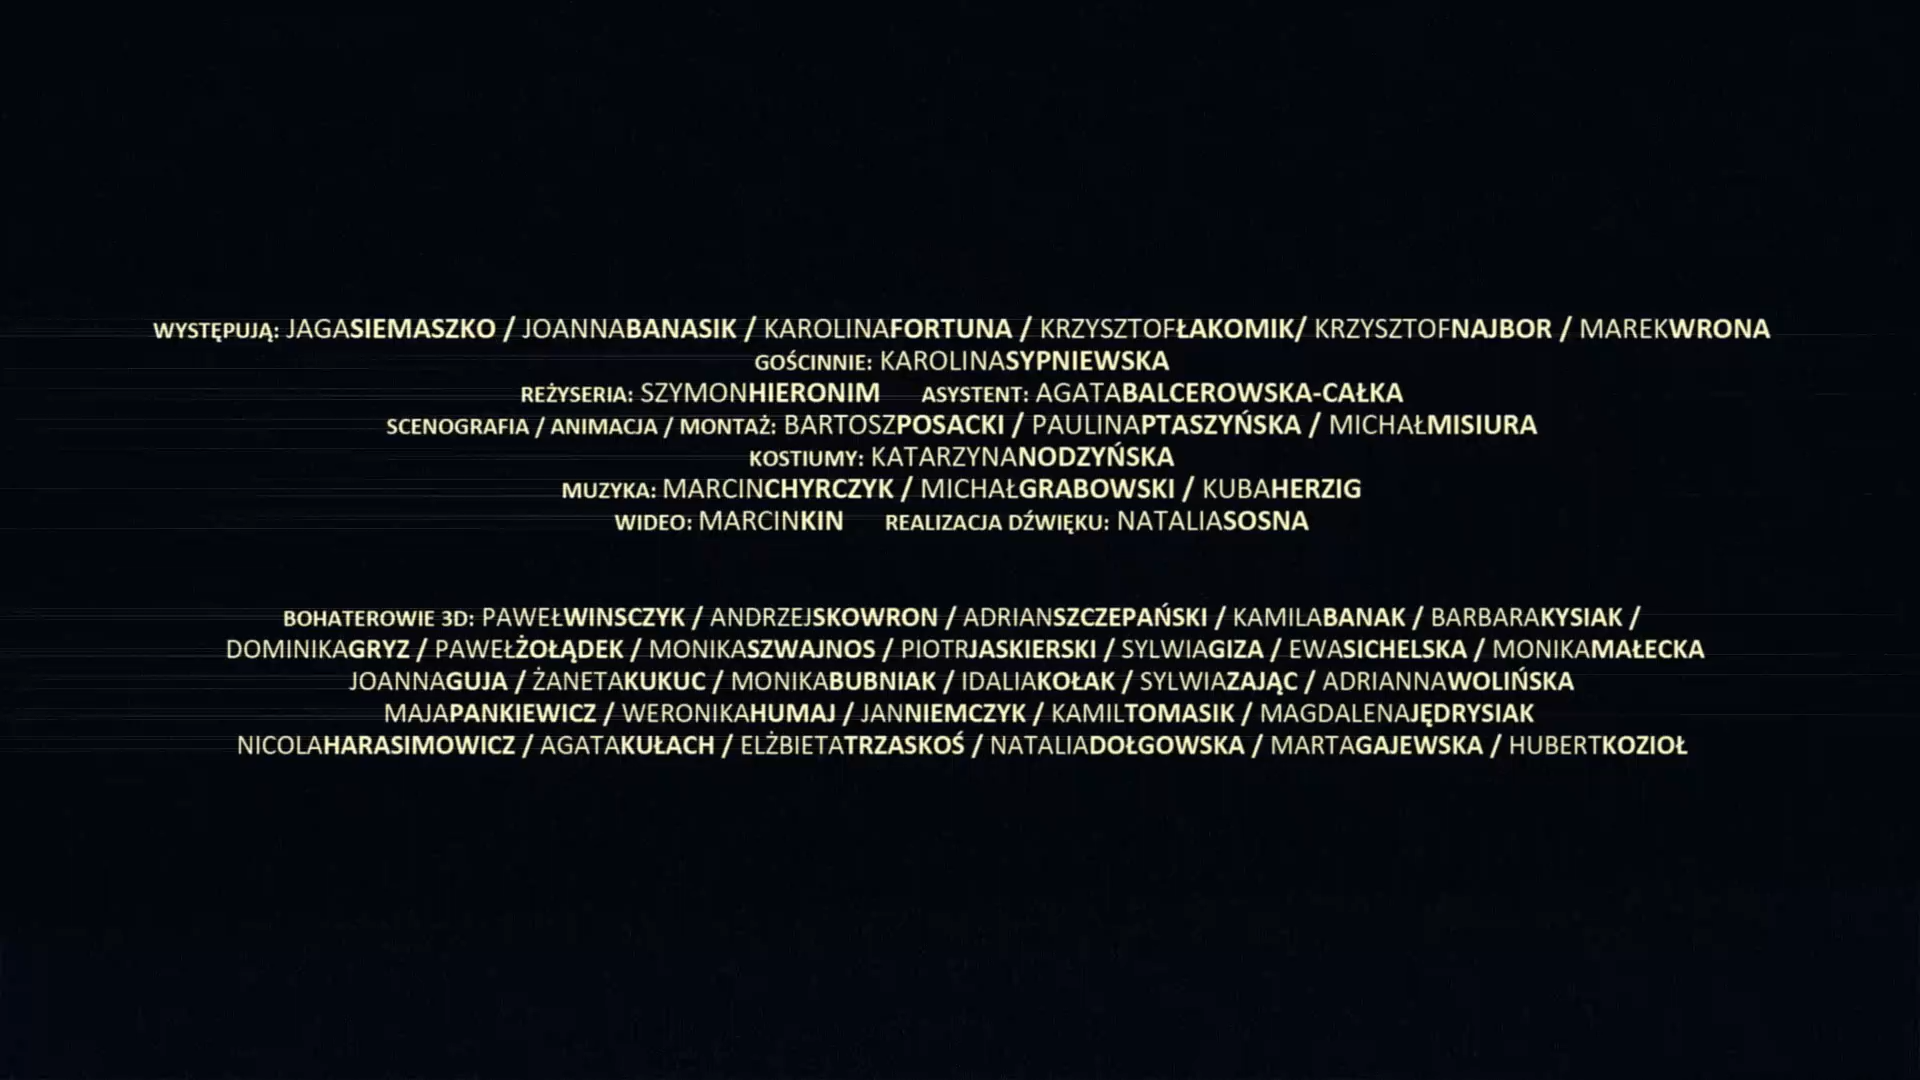 WYSTĘPUJĄ: JAGASIEMASZKO / JOANNABANASIK / KAROLINAFORTUNA / KRZYSZTOFŁAKOMIK/ KRZYSZTOFNAJBOR / MAREKWRONA
GOŚCINNIE: KAROLINASYPNIEWSKA
REŻYSERIA: SZYMONHIERONIM ASYSTENT: AGATABALCEROWSKA-CAŁKA
SCENOGRAFIA / ANIMACJA / MONTAŻ: BARTOSZPOSACKI / PAULINAPTASZYŃSKA / MICHAŁMISIURA
KOSTIUMY: KATARZYNANODZYŃSKA
MUZYKA: MARCINCHYRCZYK / MICHAŁGRABOWSKI / KUBAHERZIG
WIDEO: MARCINKIN REALIZACJA DŹWIĘKU: NATALIASOSNA
BOHATEROWIE 3D: PAWEŁWINSCZYK / ANDRZEJSKOWRON / ADRIANSZCZEPAŃSKI / KAMILABANAK / BARBARAKYSIAK /
DOMINIKAGRYZ / PAWEŁŻOŁĄDEK / MONIKASZWAJNOS / PIOTRJASKIERSKI / SYLWIAGIZA / EWASICHELSKA / MONIKAMAŁECKA
JOANNAGUJA / ŻANETAKUKUC / MONIKABUBNIAK / IDALIAKOŁAK / SYLWIAZAJĄC / ADRIANNAWOLIŃSKA
MAJAPANKIEWICZ / WERONIKAHUMAJ / JANNIEMCZYK / KAMILTOMASIK / MAGDALENAJĘDRYSIAK
NICOLAHARASIMOWICZ / AGATAKUŁACH / ELŻBIETATRZASKOŚ / NATALIADOŁGOWSKA / MARTAGAJEWSKA / HUBERTKOZIOŁ